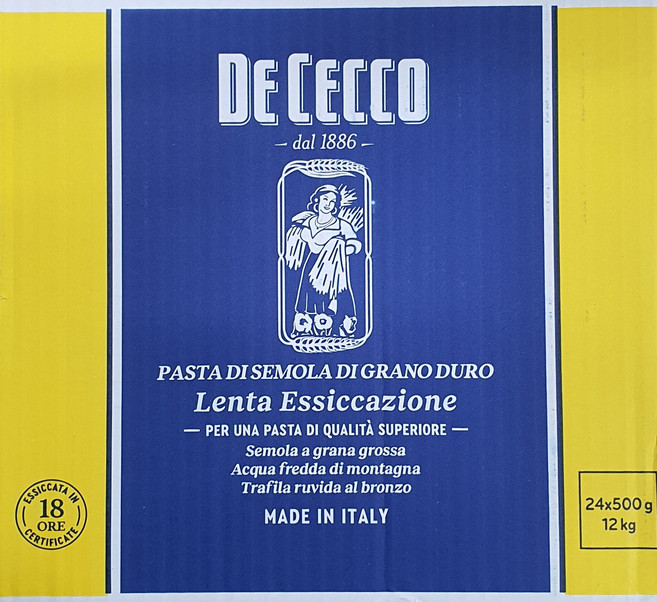 DE CECCO
– dal 1886 –
PASTA DI SEMOLA DI GRANO DURO
Lenta Essiccazione
— PER UNA PASTA DI QUALITÀ SUPERIORE —
Semola a grana grossa
Acqua fredda di montagna
Trafila ruvida al bronzo
MADE IN ITALY
ESSICCATA IN
18
ORE
CERTIFICATE
24x500g
12 kg